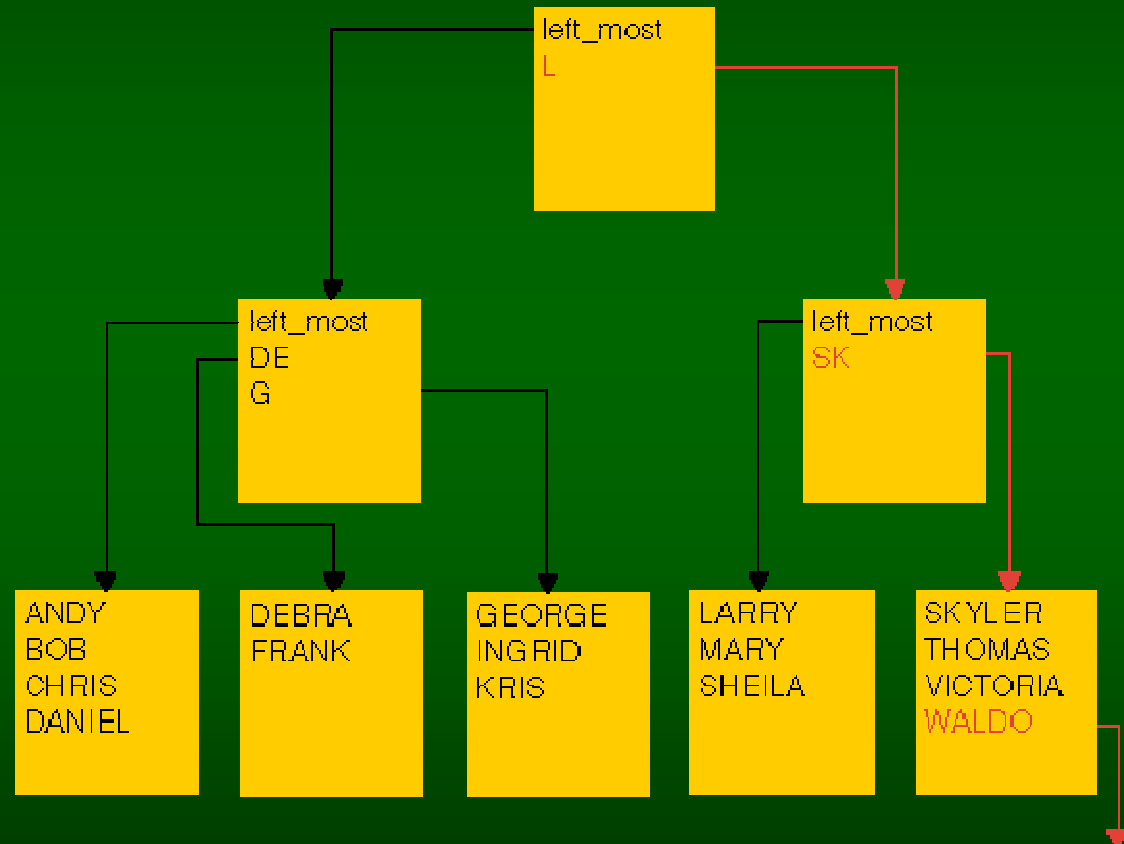 left_most
L
left_most
DE
G
left_most
SK
ANDY
BOB
CHRIS
DANIEL
DEBRA
FRANK
GEORGE
INGRID
KRIS
LARRY
MARY
SHEILA
SKYLER
THOMAS
VICTORIA
WALDO